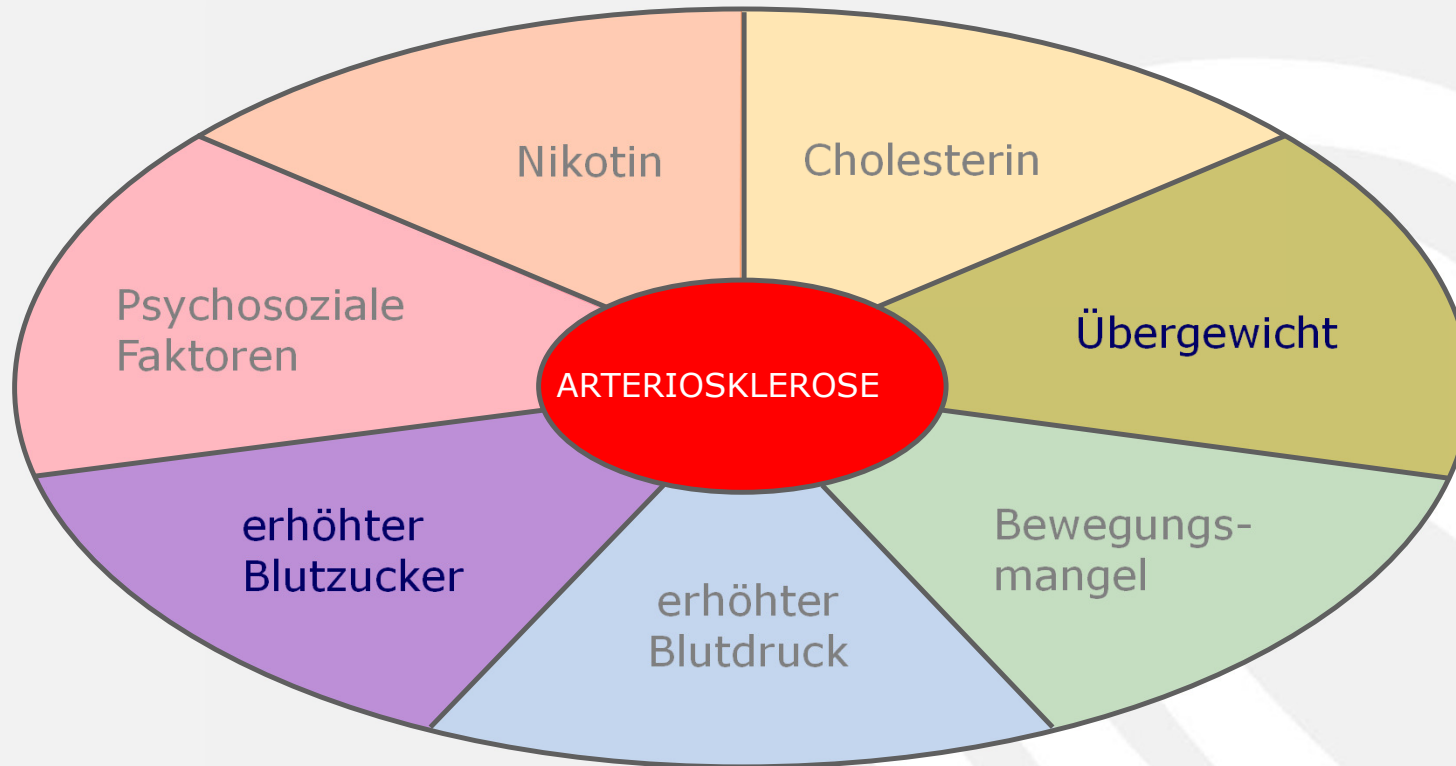 Nikotin
Cholesterin
Psychosoziale
Faktoren
Übergewicht
ARTERIOSKLEROSE
erhöhter
Blutzucker
Bewegungs-
mangel
erhöhter
Blutdruck